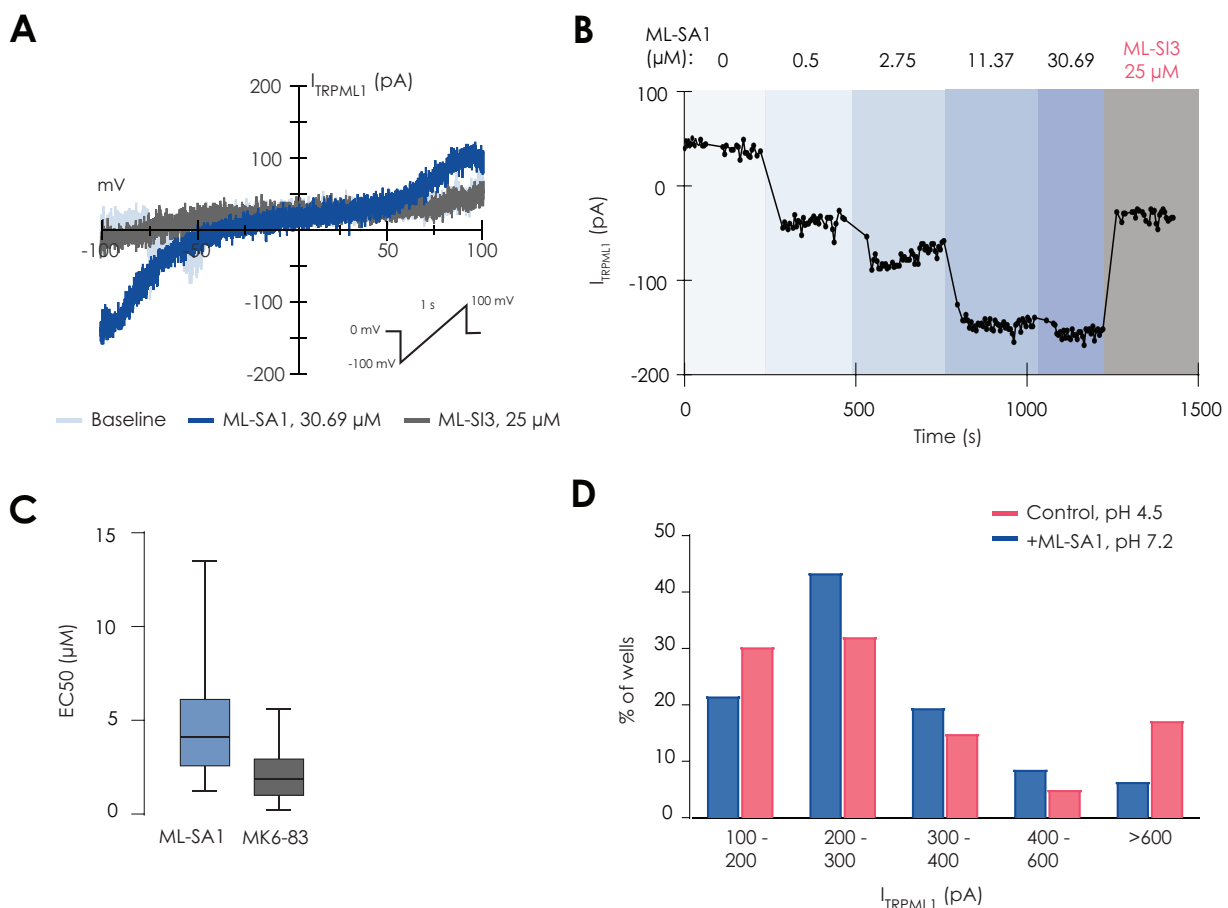 A
I_TRPML1 (pA)
200
100
mV
-100
-50
50
100
-100
-200
1 s
100 mV
0 mV
-100 mV
Baseline
ML-SA1, 30.69 µM
ML-SI3, 25 µM
B
ML-SA1
(µM): 0 0.5 2.75 11.37 30.69
ML-SI3
25 µM
100
0
-100
-200
I_TRPML1 (pA)
0 500 1000 1500
Time (s)
C
15
10
5
0
EC50 (µM)
ML-SA1 MK6-83
D
Control, pH 4.5
+ML-SA1, pH 7.2
50
40
30
20
10
0
% of wells
100 -
200
200 -
300
300 -
400
400 -
600
>600
I_TRPML1 (pA)